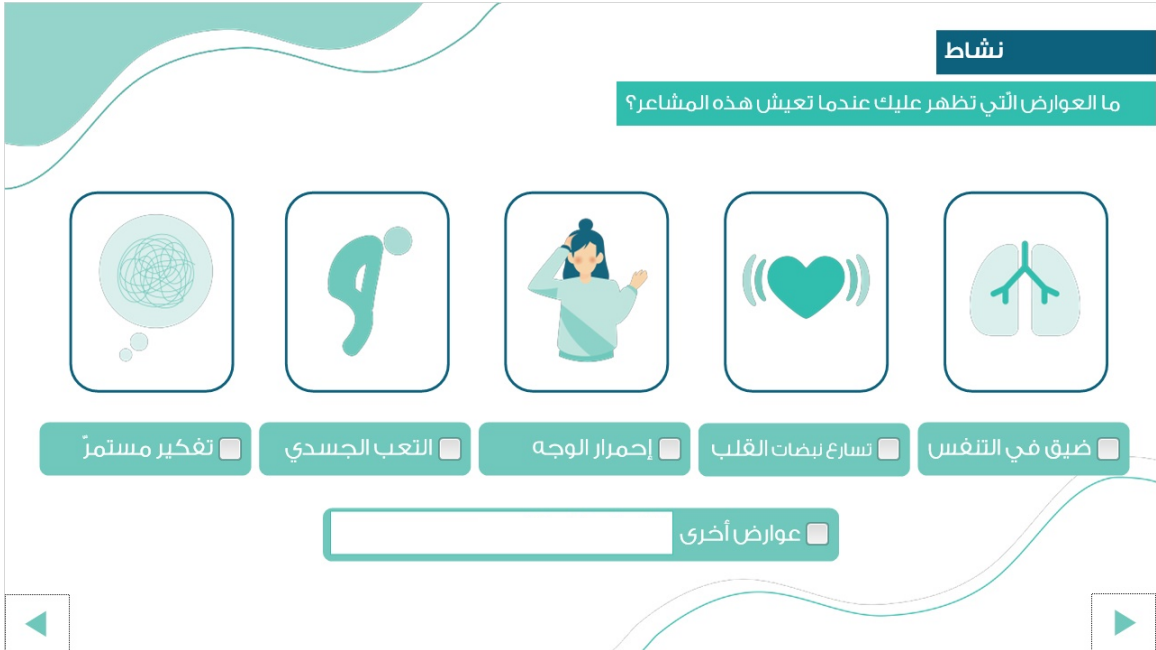 نشاط
ما العوارض الّتي تظهر عليك عندما تعيش هذه المشاعر؟
ضيق في التنفس
تسارع نبضات القلب
إحمرار الوجه
التعب الجسدي
تفكير مستمرّ
عوارض أخرى